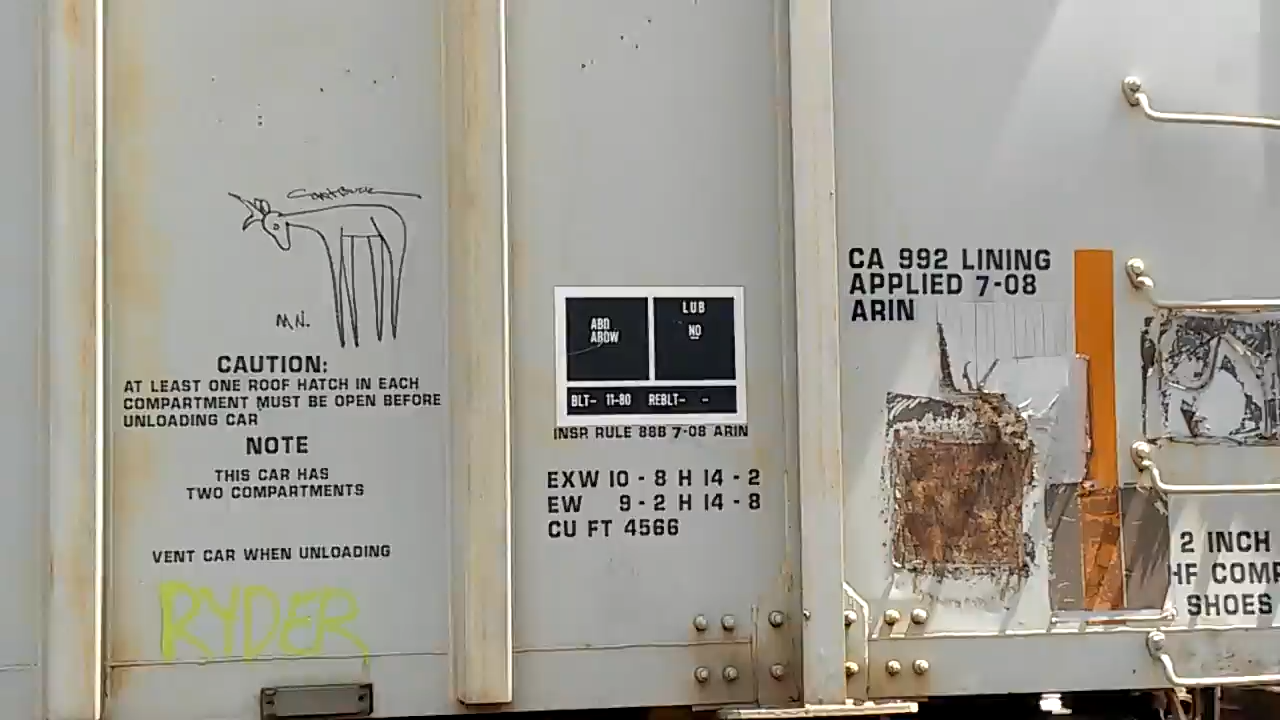 MN.
CAUTION:
AT LEAST ONE ROOF HATCH IN EACH
COMPARTMENT MUST BE OPEN BEFORE
UNLOADING CAR
NOTE
THIS CAR HAS
TWO COMPARTMENTS
VENT CAR WHEN UNLOADING
RYDER
ABD
ABDW
LUB
NO
BLT- 11-80 REBLT- -
INSP. RULE 88B 7-08 ARIN
EXW 10 - 8 H 14 - 2
EW 9 - 2 H 14 - 8
CU FT 4566
CA 992 LINING
APPLIED 7-08
ARIN
2 INCH
HF COMP
SHOES